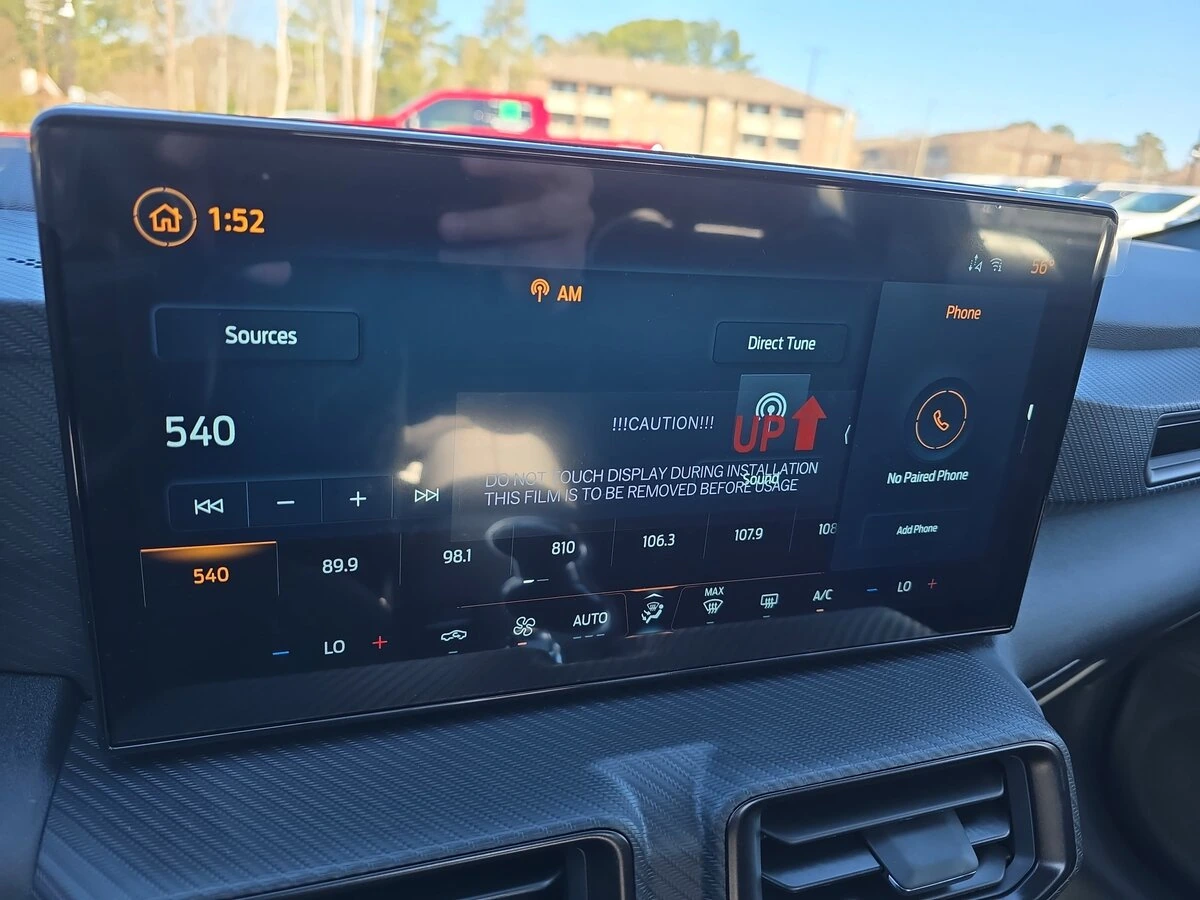 1:52
56°
AM
Phone
Sources
Direct Tune
540
!!!CAUTION!!!
UP
DO NOT TOUCH DISPLAY DURING INSTALLATION
THIS FILM IS TO BE REMOVED BEFORE USAGE
Sound
No Paired Phone
Add Phone
540
89.9
98.1
810
106.3
107.9
108
LO
AUTO
MAX
A/C
LO